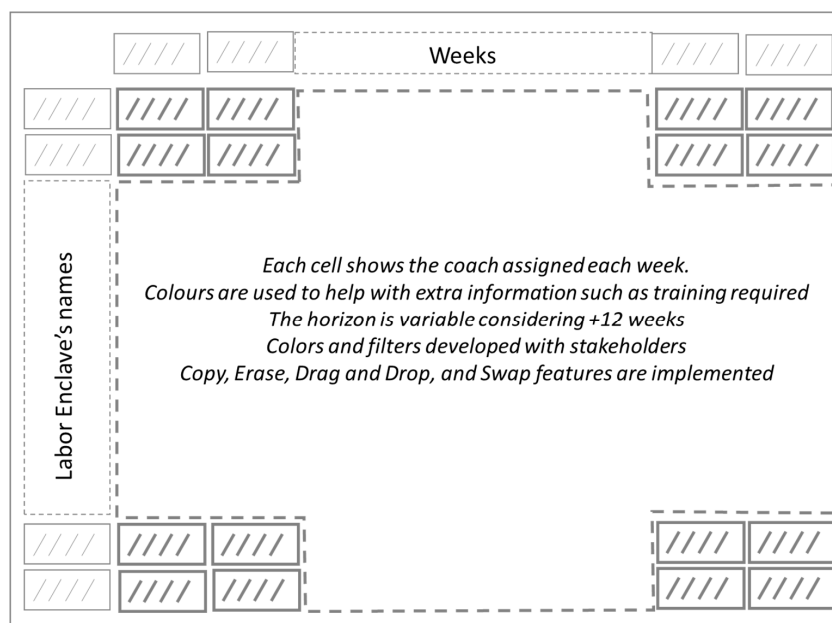 Weeks
Labor Enclave's names
Each cell shows the coach assigned each week.
Colours are used to help with extra information such as training required
The horizon is variable considering +12 weeks
Colors and filters developed with stakeholders
Copy, Erase, Drag and Drop, and Swap features are implemented